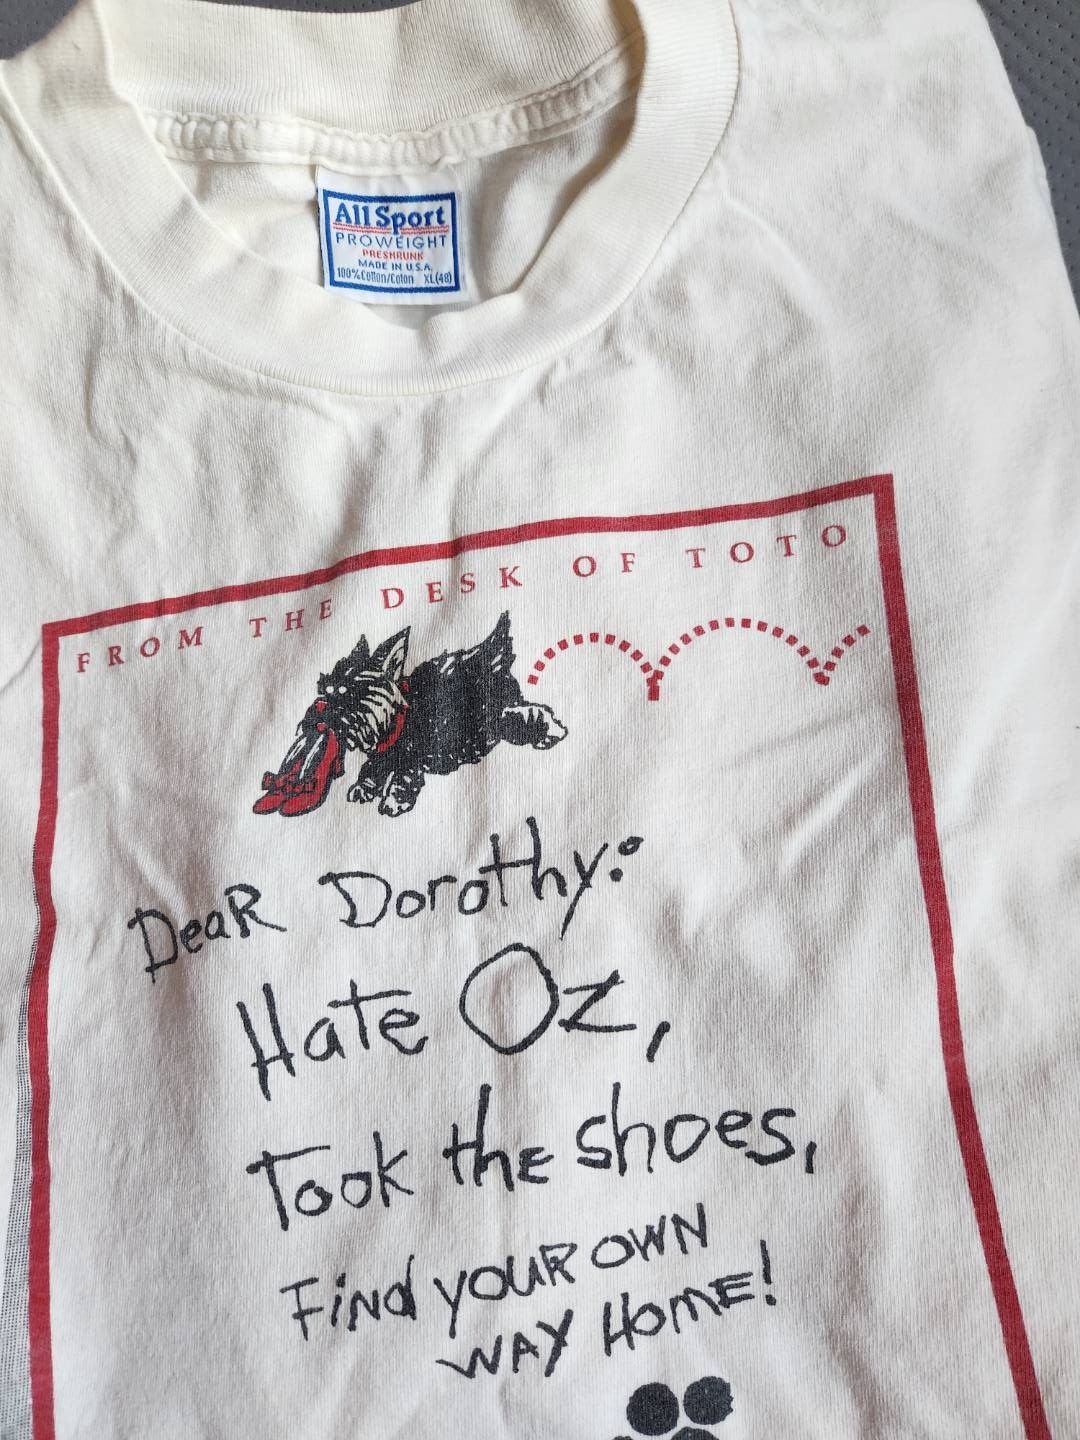 All Sport
PROWEIGHT
PRESHRUNK
MADE IN U.S.A.
100% Cotton/Coton XL(48)
FROM THE DESK OF TOTO
DeaR Dorothy:
Hate Oz,
Took the shoes,
Find your own
way Home!